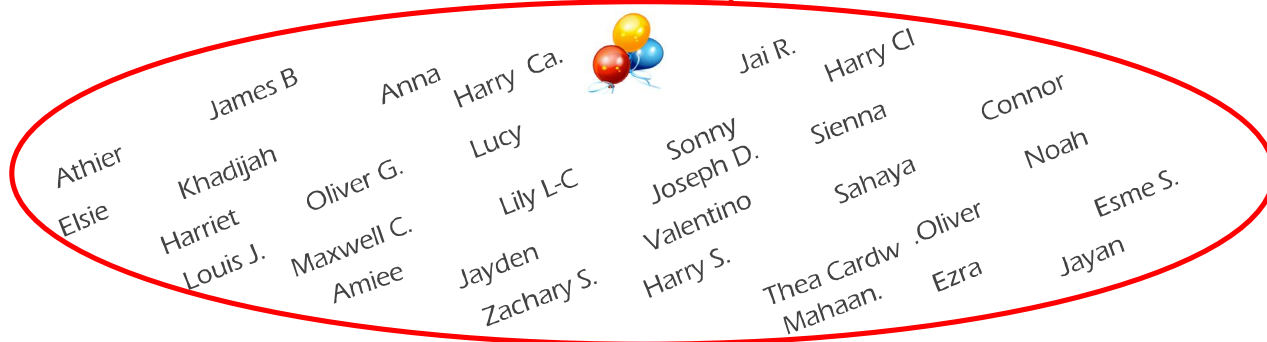 James B
Anna
Harry Ca.
Jai R.
Harry Cl
Athier
Khadijah
Oliver G.
Lucy
Sonny
Joseph D.
Sienna
Connor
Elsie
Harriet
Louis J.
Maxwell C.
Amiee
Lily L-C
Jayden
Zachary S.
Valentino
Harry S.
Sahaya
Noah
Thea Cardw .Oliver
Mahaan.
Ezra
Esme S.
Jayan